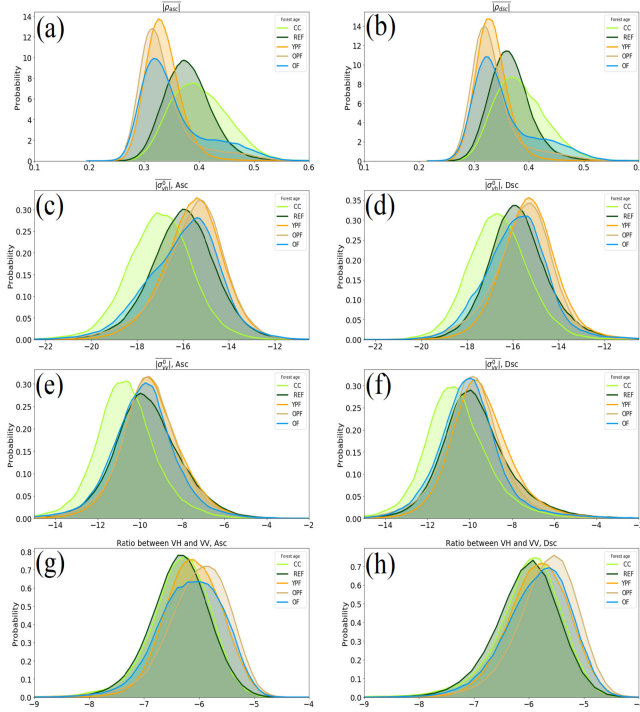 |ρ_asc|
|ρ_dsc|
(a)
(b)
Probability
14
12
10
8
6
4
2
0
0.1 0.2 0.3 0.4 0.5 0.6
Forest age
CC
REF
YPF
OPF
OF
Probability
14
12
10
8
6
4
2
0
0.1 0.2 0.3 0.4 0.5
Forest age
CC
REF
YPF
OPF
OF
|σ⁰_vh|, Asc
|σ⁰_vh|, Dsc
(c)
(d)
Probability
0.30
0.25
0.20
0.15
0.10
0.05
0.00
−22 −20 −18 −16 −14 −12
Forest age
CC
REF
YPF
OPF
OF
Probability
0.35
0.30
0.25
0.20
0.15
0.10
0.05
0.00
−22 −20 −18 −16 −14 −12
Forest age
CC
REF
YPF
OPF
OF
|σ⁰_vv|, Asc
|σ⁰_vv|, Dsc
(e)
(f)
Probability
0.30
0.25
0.20
0.15
0.10
0.05
0.00
−14 −12 −10 −8 −6 −4 −2
Forest age
CC
REF
YPF
OPF
OF
Probability
0.30
0.25
0.20
0.15
0.10
0.05
0.00
−14 −12 −10 −8 −6 −4
Forest age
CC
REF
YPF
OPF
OF
Ratio between VH and VV, Asc
Ratio between VH and VV, Dsc
(g)
(h)
Probability
0.8
0.7
0.6
0.5
0.4
0.3
0.2
0.1
0.0
−9 −8 −7 −6 −5 −4
Forest age
CC
REF
YPF
OPF
OF
Probability
0.7
0.6
0.5
0.4
0.3
0.2
0.1
0.0
−9 −8 −7 −6 −5
Forest age
CC
REF
YPF
OPF
OF